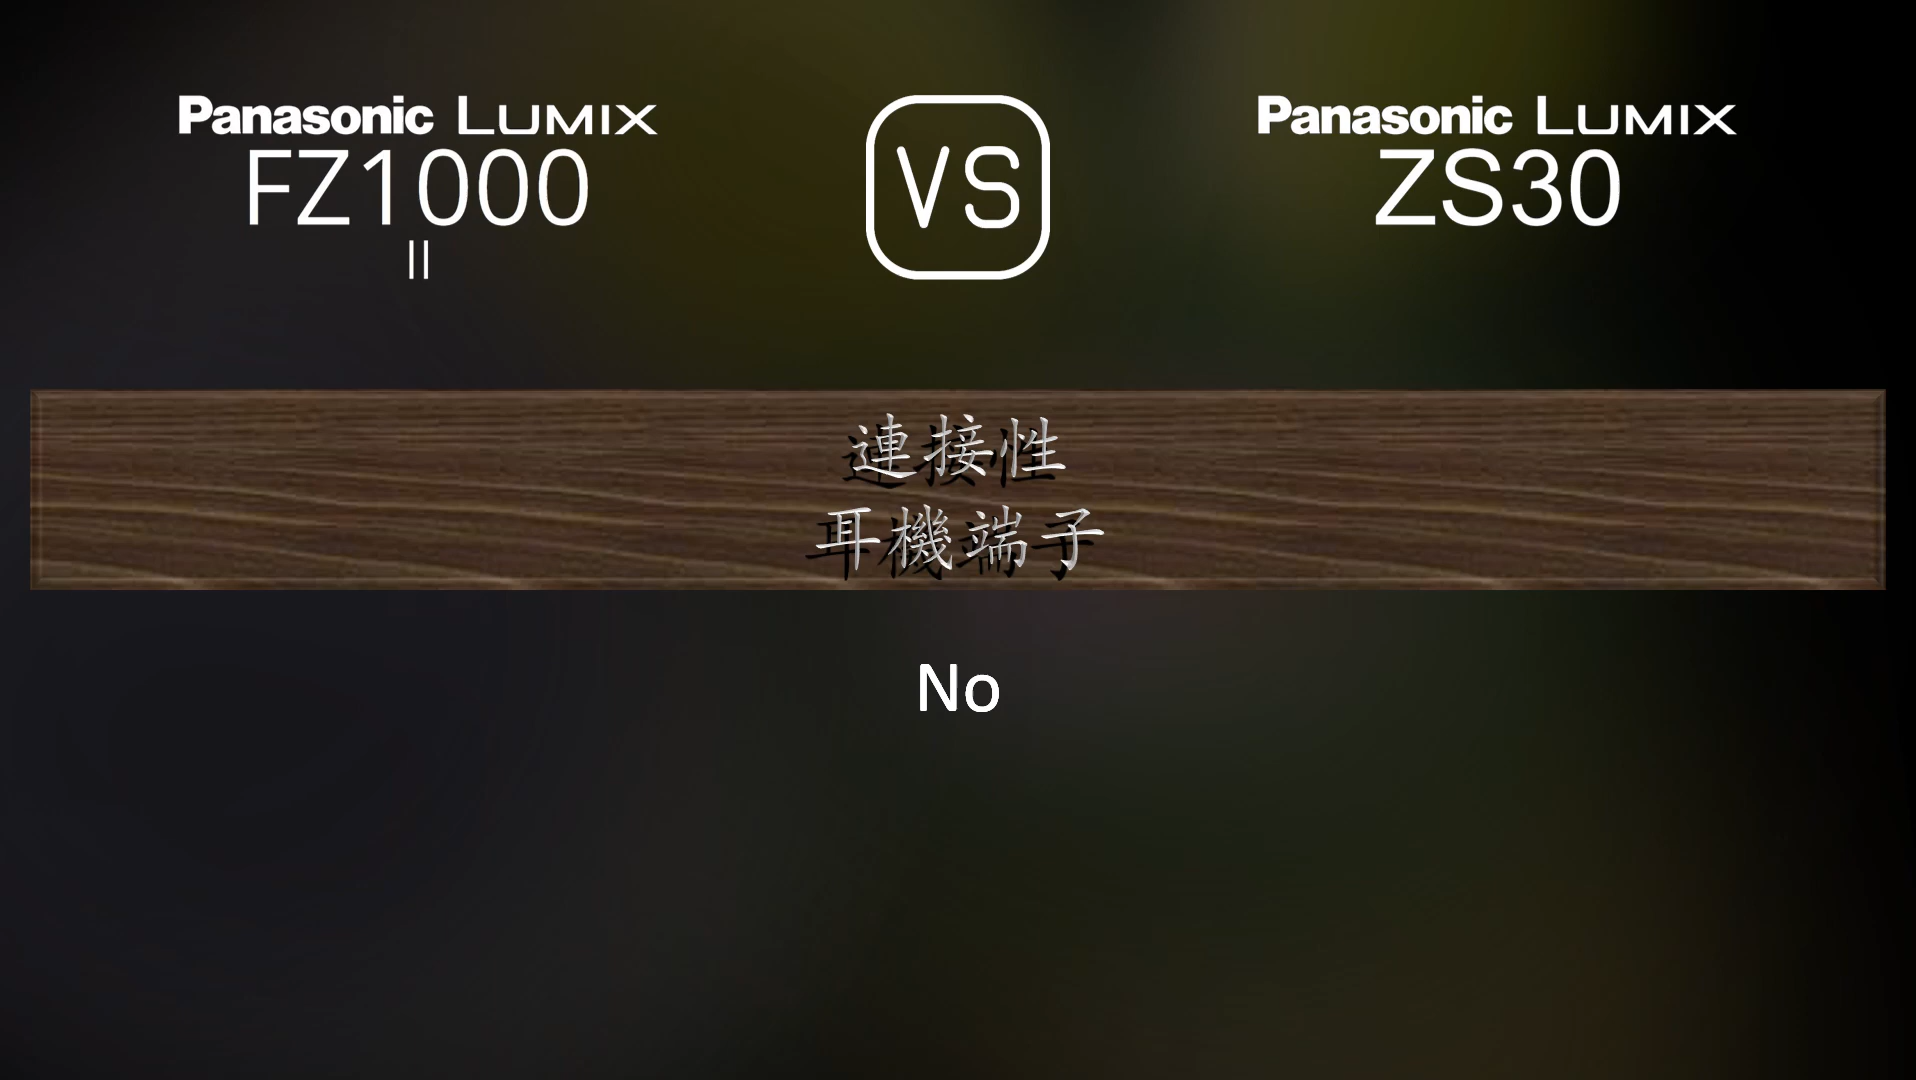 Panasonic LUMIX
FZ1000
II
VS
Panasonic LUMIX
ZS30
連接性
耳機端子
No